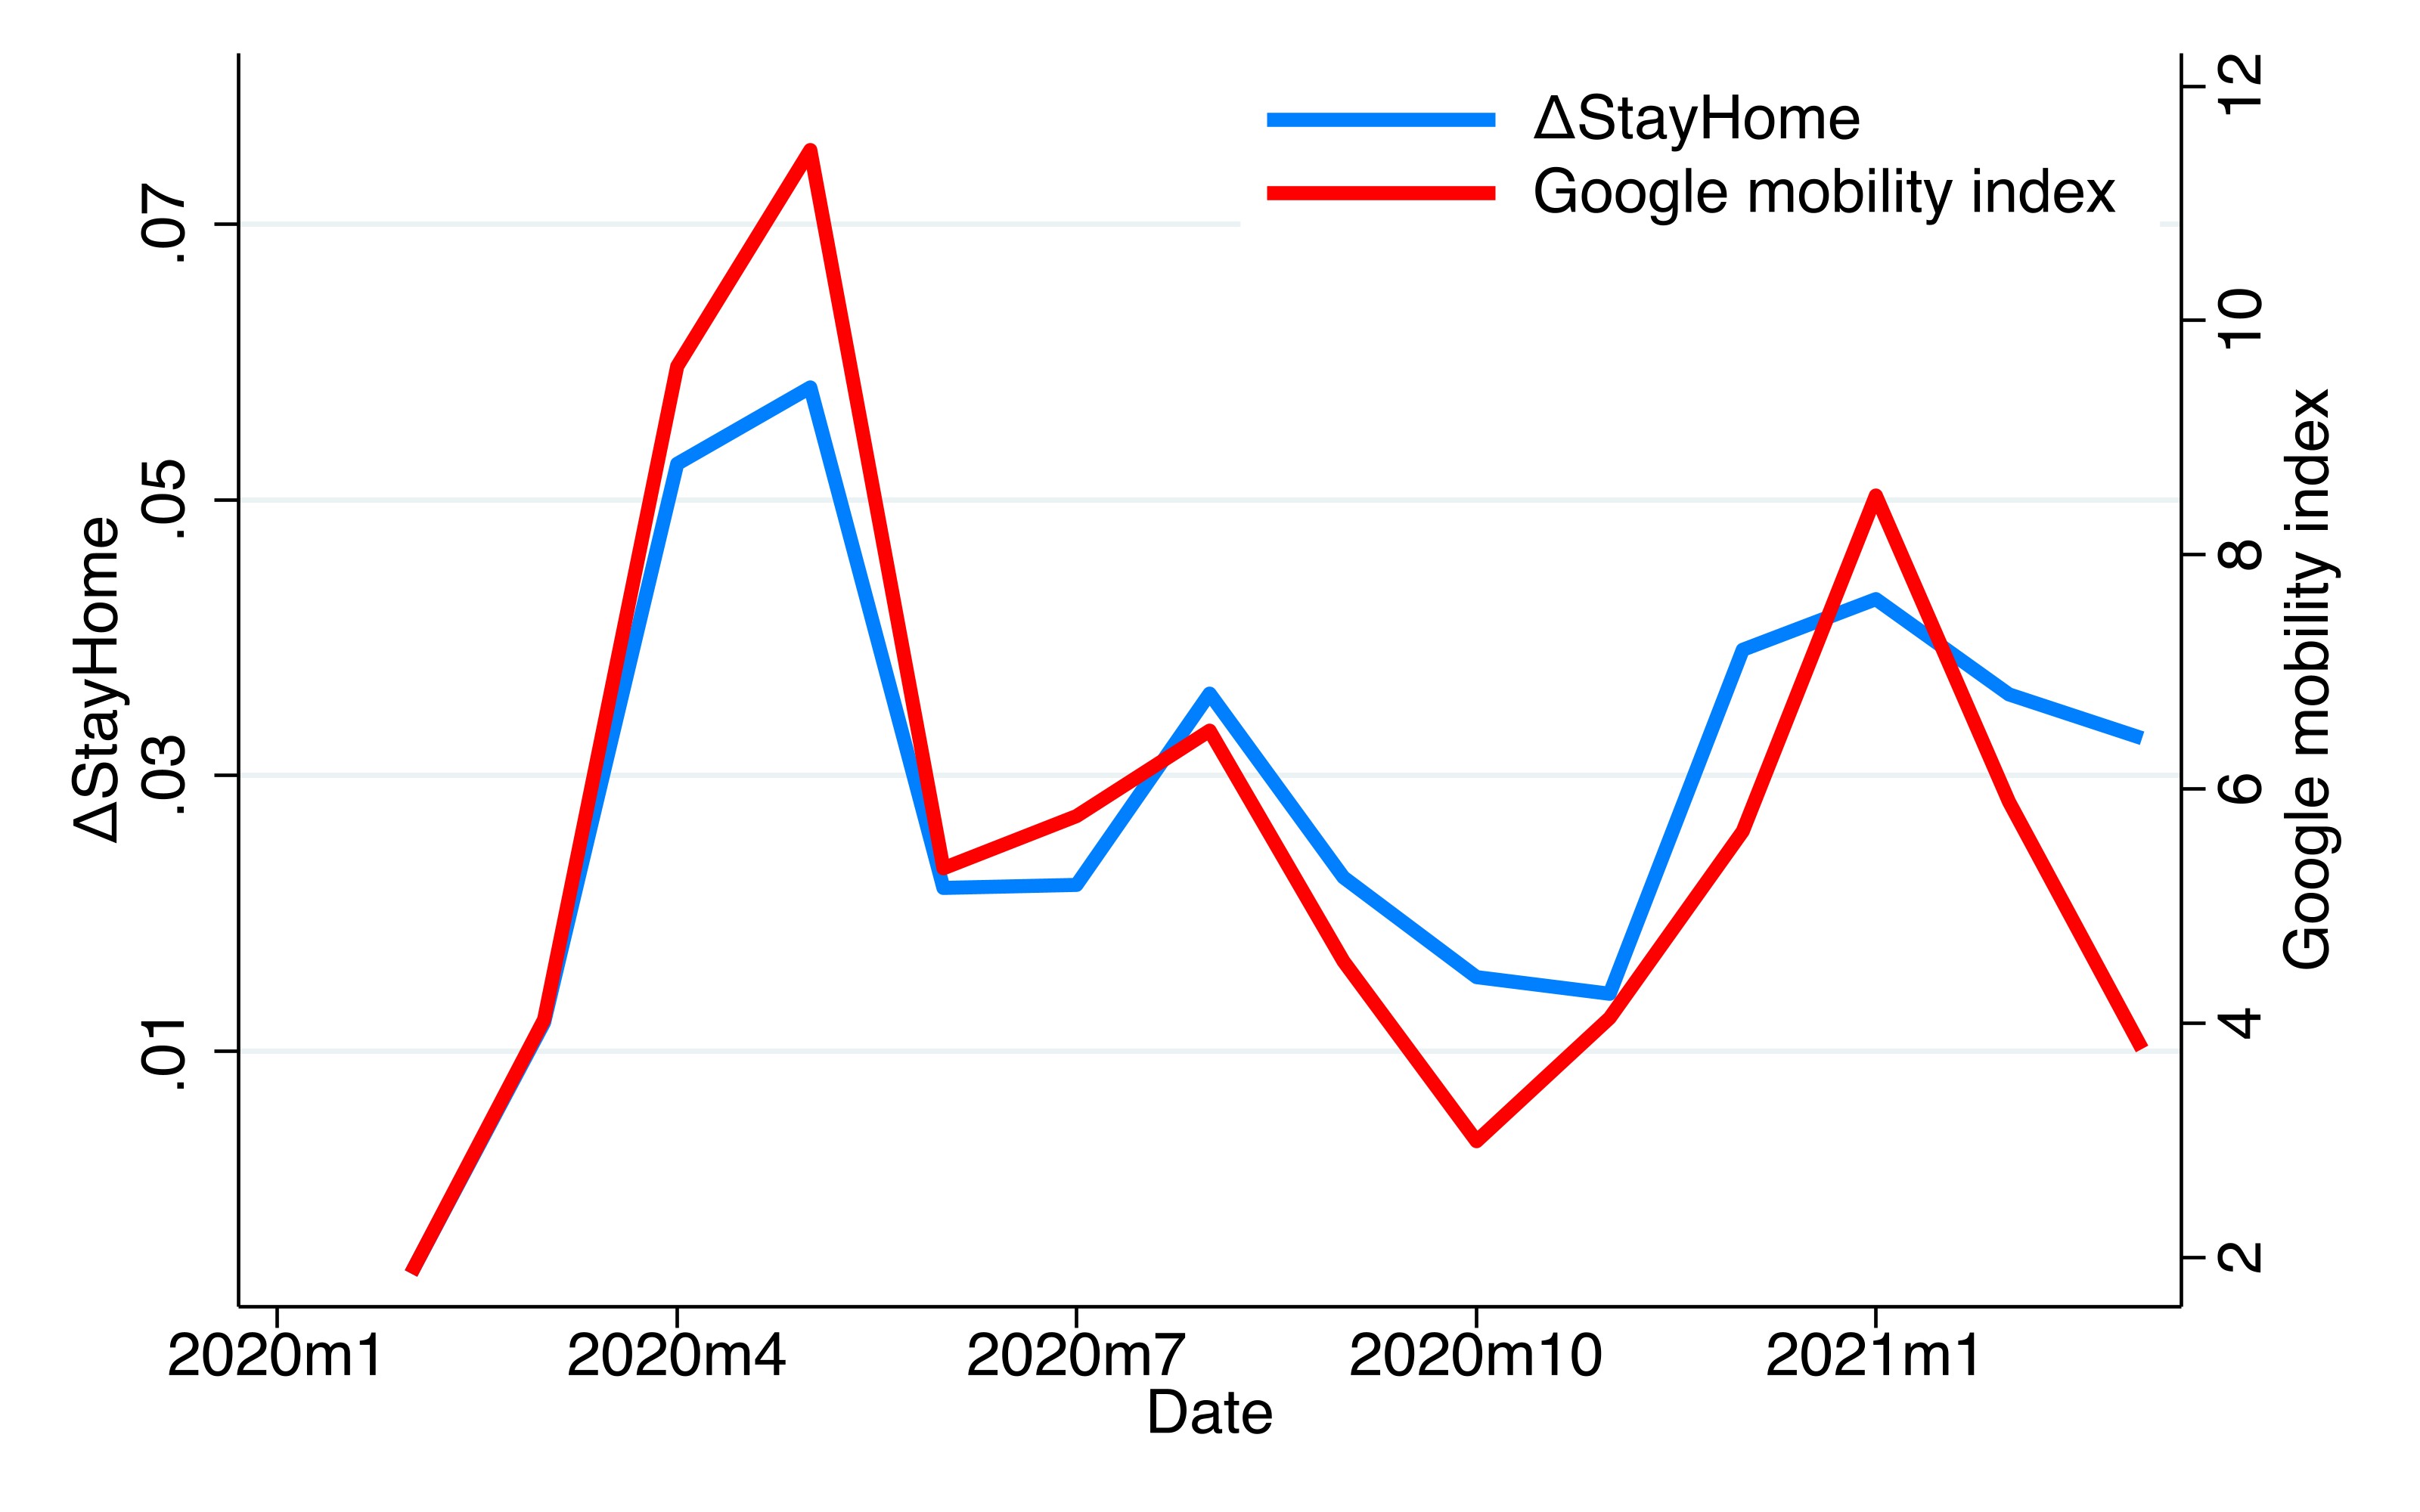 ΔStayHome
Google mobility index
ΔStayHome
.07
.05
.03
.01
12
10
8
6
4
2
Google mobility index
2020m1
2020m4
2020m7
2020m10
2021m1
Date